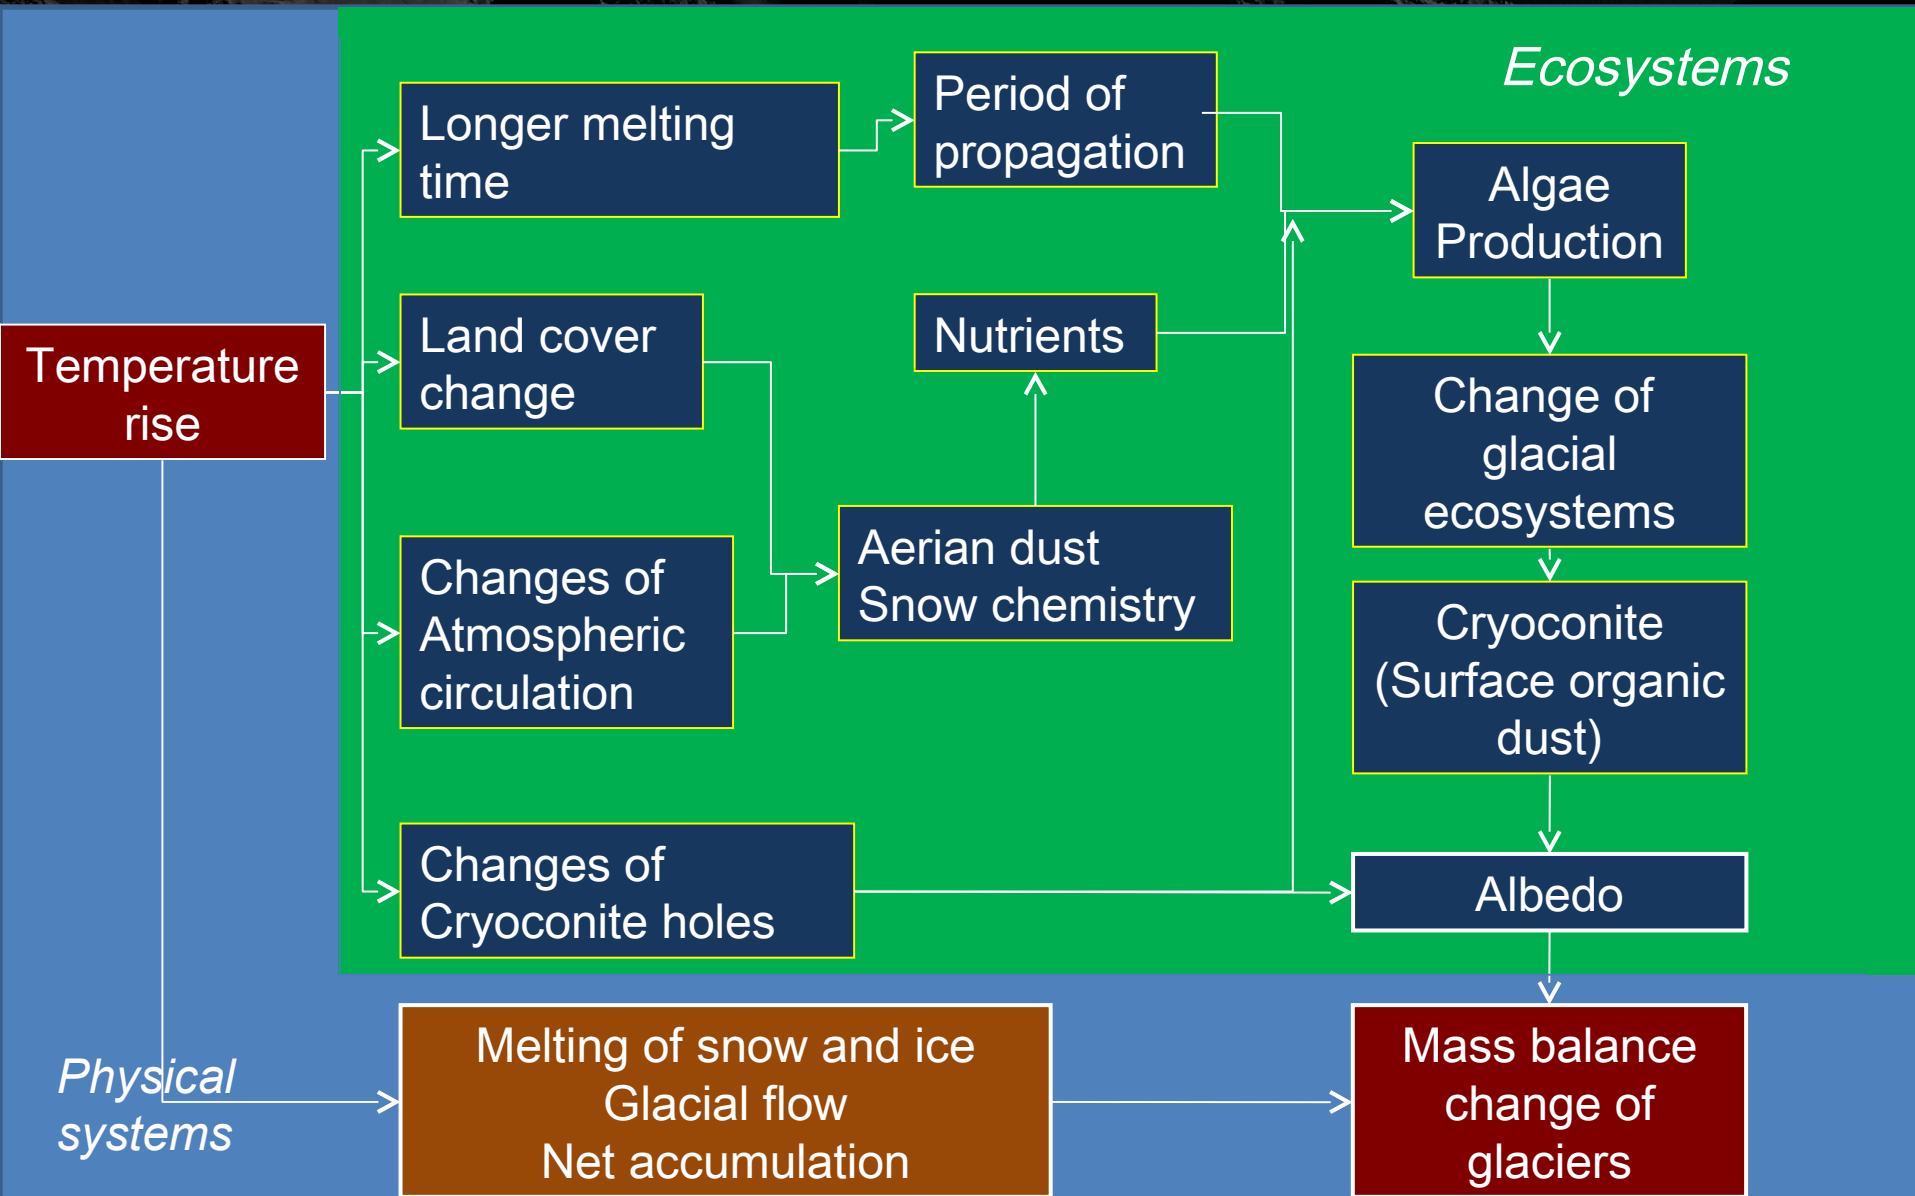 Ecosystems
Longer melting
time
Period of
propagation
Algae
Production
Temperature
rise
Land cover
change
Nutrients
Change of
glacial
ecosystems
Changes of
Atmospheric
circulation
Aerian dust
Snow chemistry
Cryoconite
(Surface organic
dust)
Changes of
Cryoconite holes
Albedo
Physical
systems
Melting of snow and ice
Glacial flow
Net accumulation
Mass balance
change of
glaciers